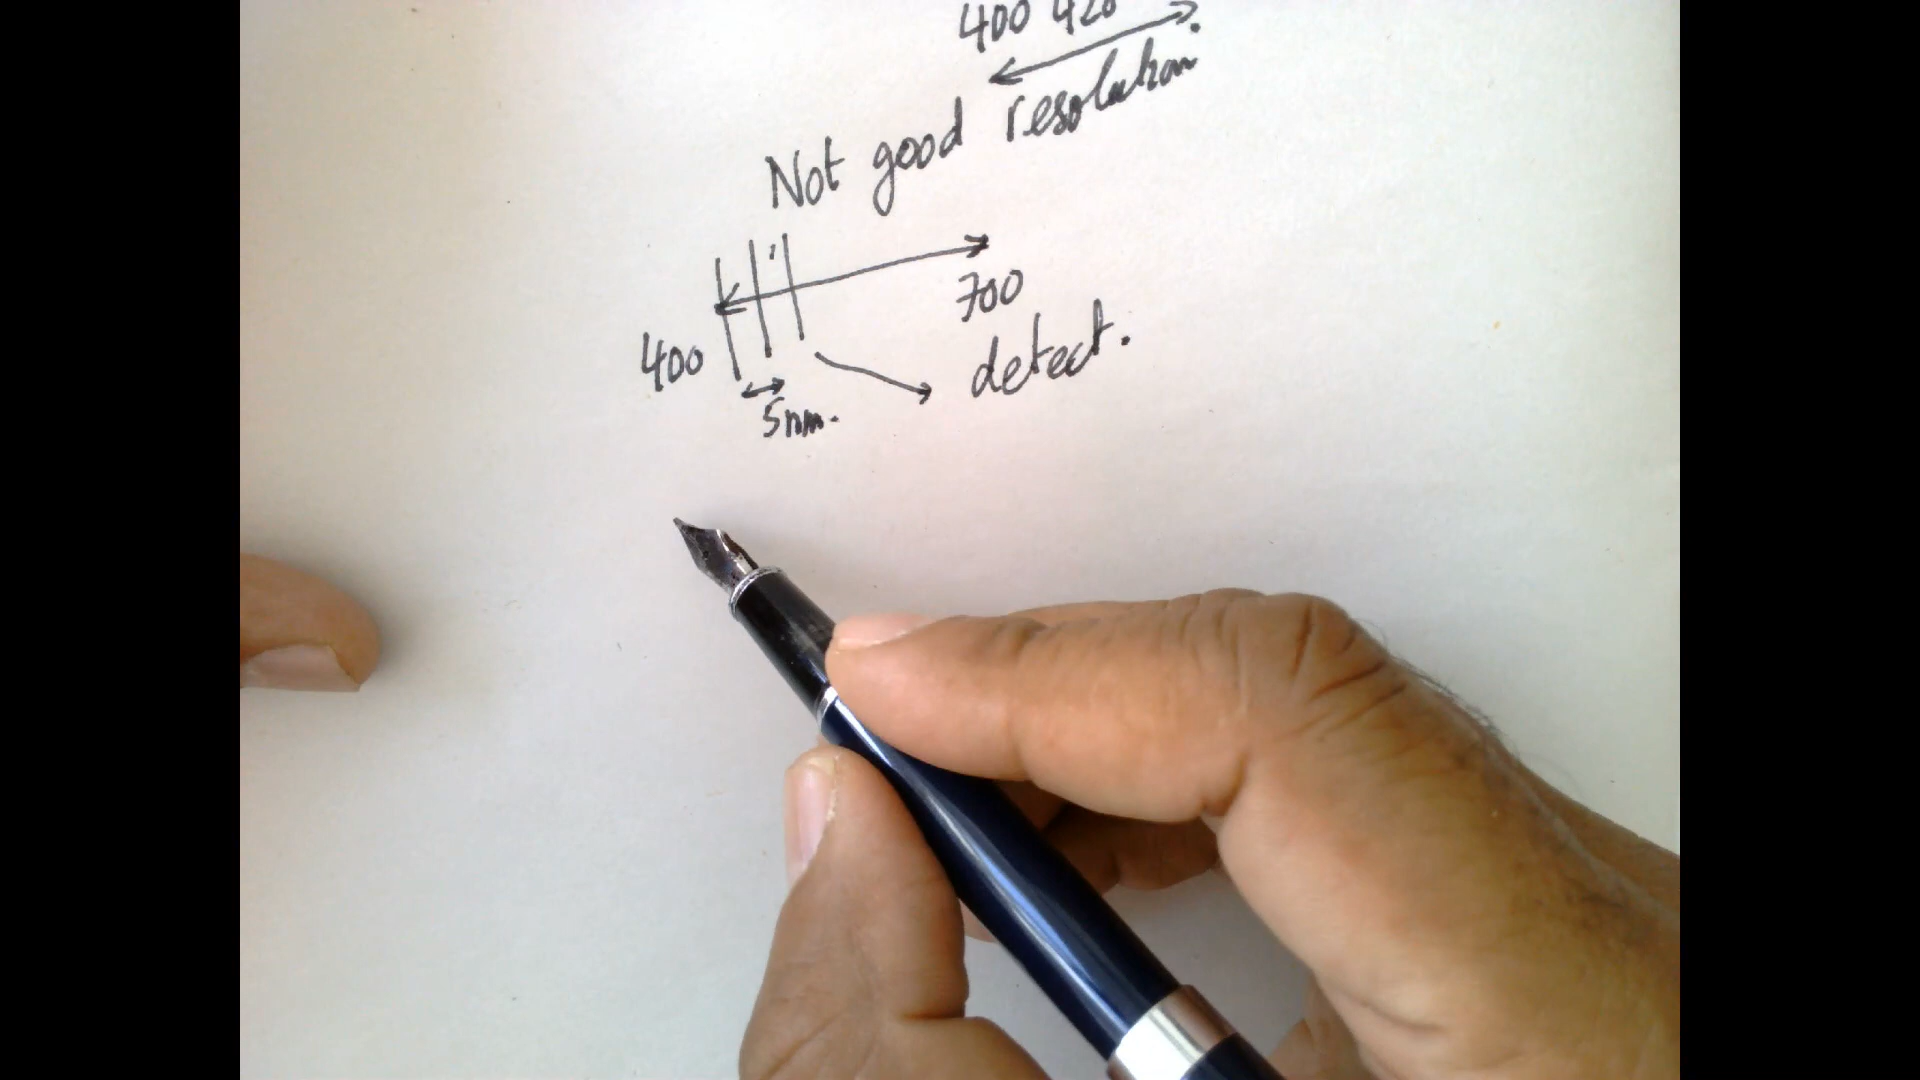 400 420
Not good resolution.
400 700
5nm.
detect.